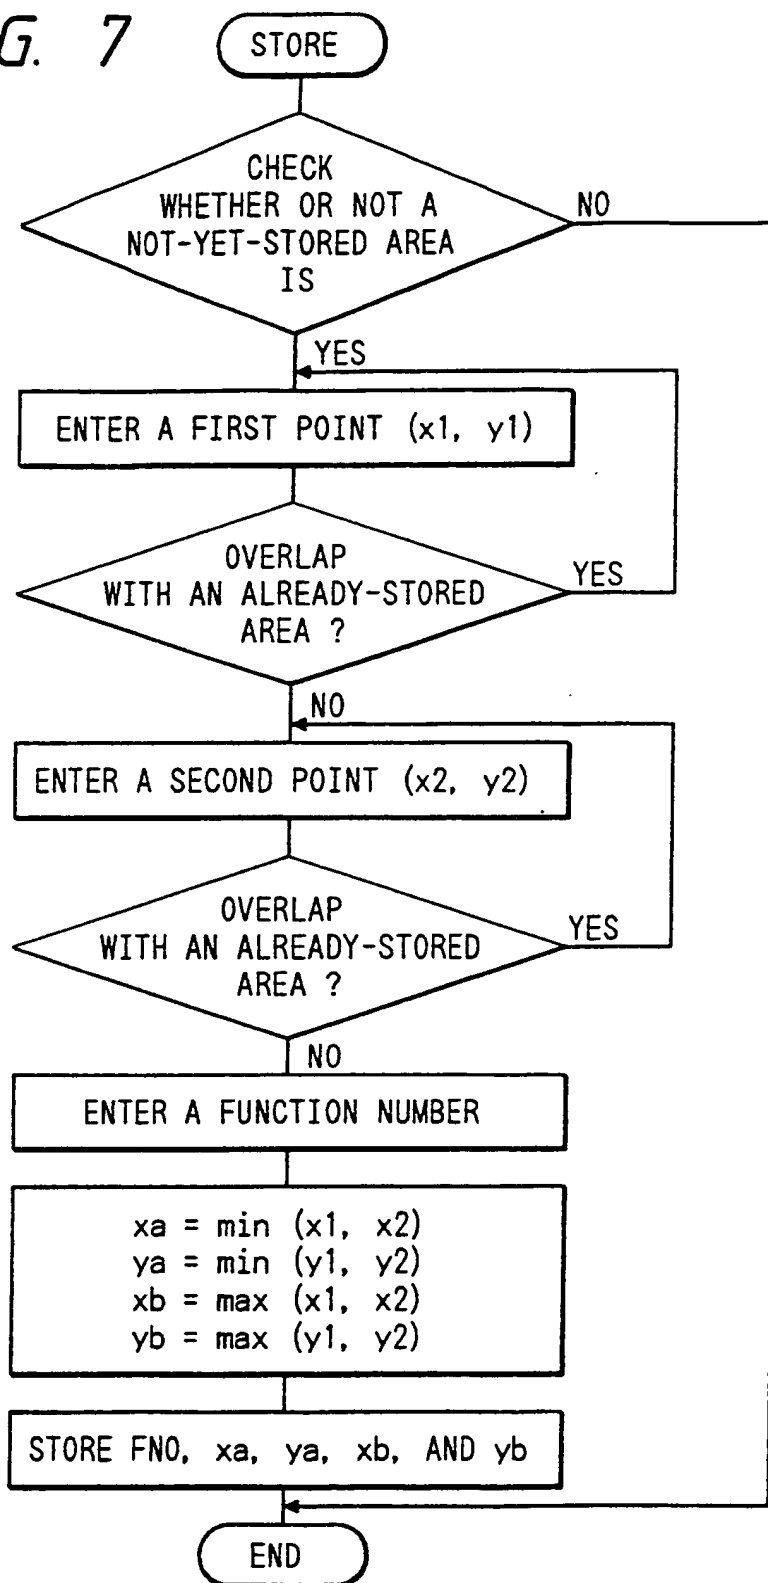 G. 7
STORE
CHECK
WHETHER OR NOT A
NOT-YET-STORED AREA
IS
NO
YES
ENTER A FIRST POINT (x1, y1)
OVERLAP
WITH AN ALREADY-STORED
AREA ?
YES
NO
ENTER A SECOND POINT (x2, y2)
OVERLAP
WITH AN ALREADY-STORED
AREA ?
YES
NO
ENTER A FUNCTION NUMBER
xa = min (x1, x2)
ya = min (y1, y2)
xb = max (x1, x2)
yb = max (y1, y2)
STORE FNO, xa, ya, xb, AND yb
END